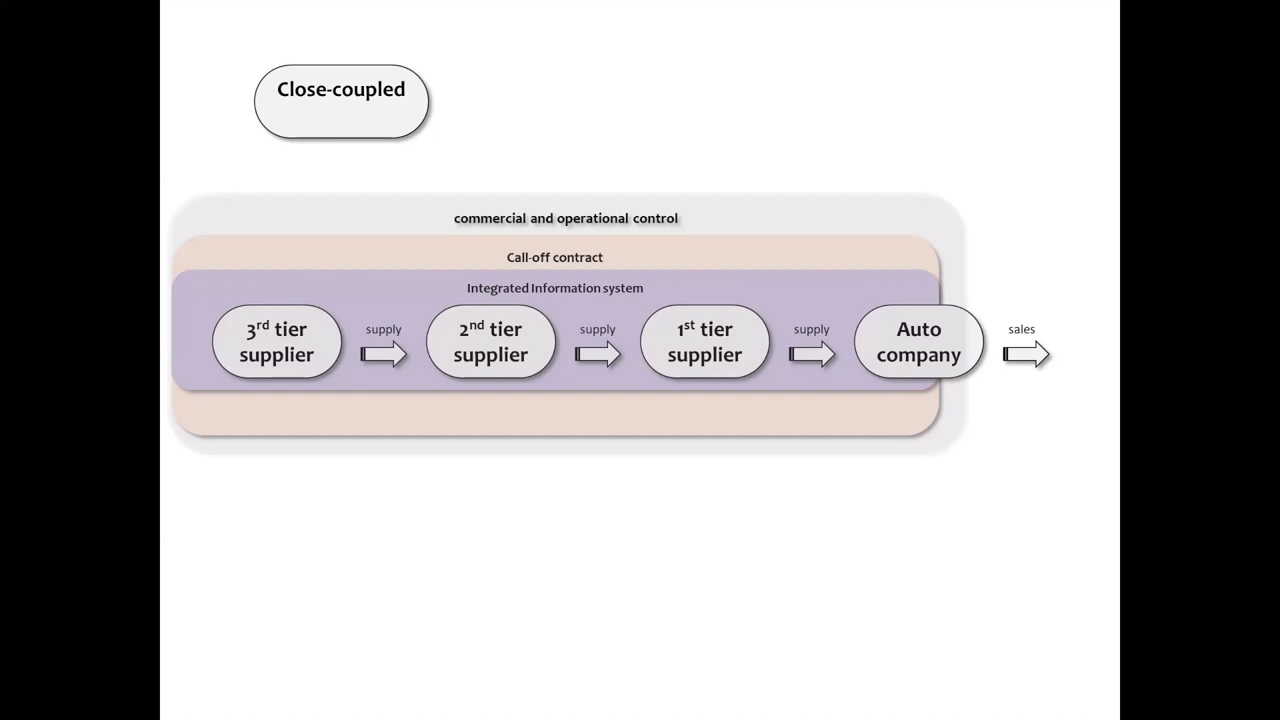 Close-coupled
commercial and operational control
Call-off contract
Integrated Information system
3rd tier
supplier
supply
2nd tier
supplier
supply
1st tier
supplier
supply
Auto
company
sales